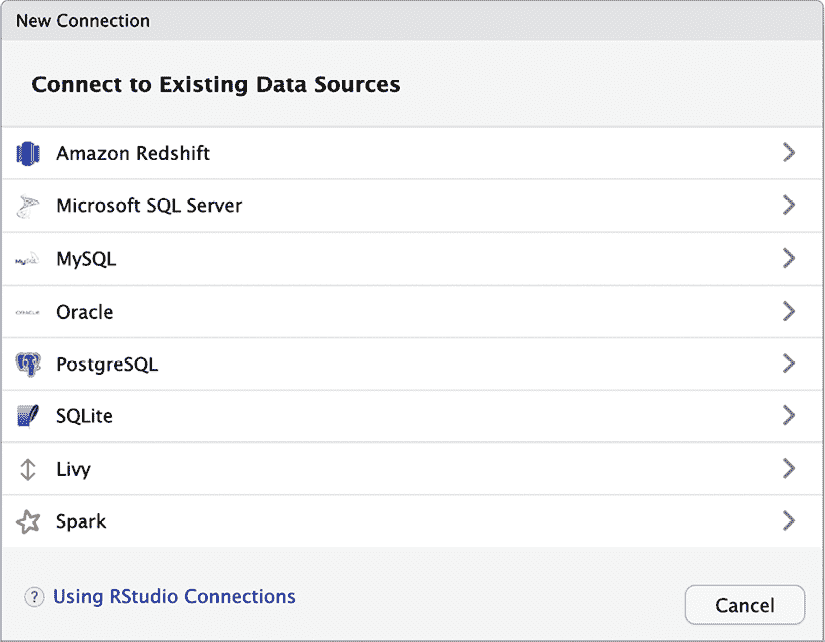 New Connection
Connect to Existing Data Sources
Amazon Redshift
Microsoft SQL Server
MySQL
Oracle
PostgreSQL
SQLite
Livy
Spark
? Using RStudio Connections
Cancel